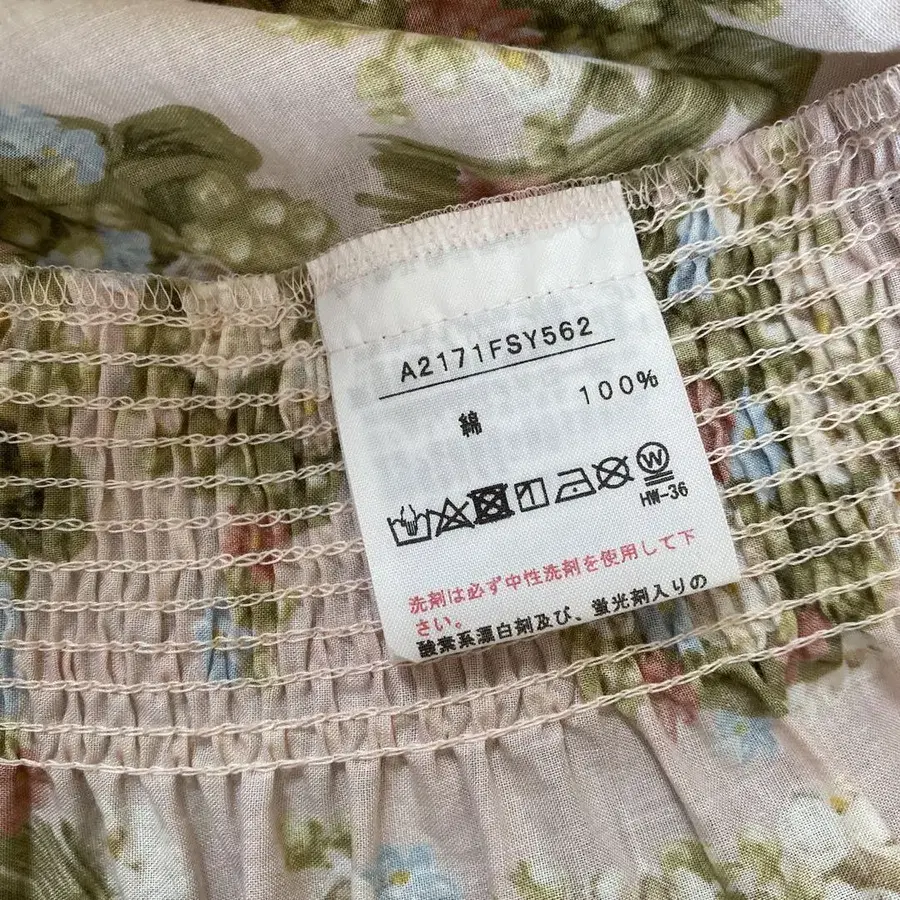 A2171FSY562
綿 100%
W
HW-36
洗剤は必ず中性洗剤を使用して下
さい。
酸素系漂白剤及び、蛍光剤入りの